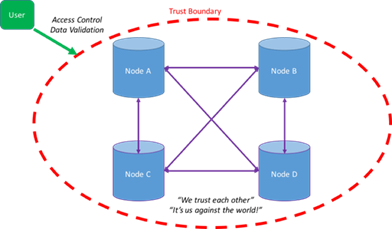 User
Access Control
Data Validation
Trust Boundary
Node A
Node B
Node C
Node D
“We trust each other”
“It’s us against the world!”